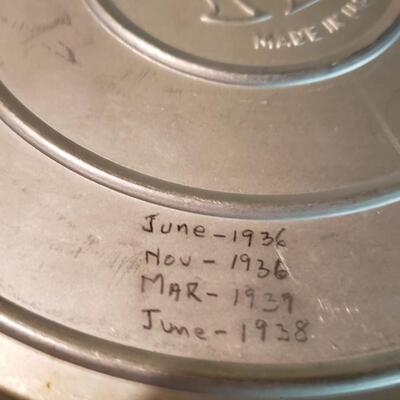 MADE IN
June - 1936
Nov - 1936
MAR - 1937
June - 1938